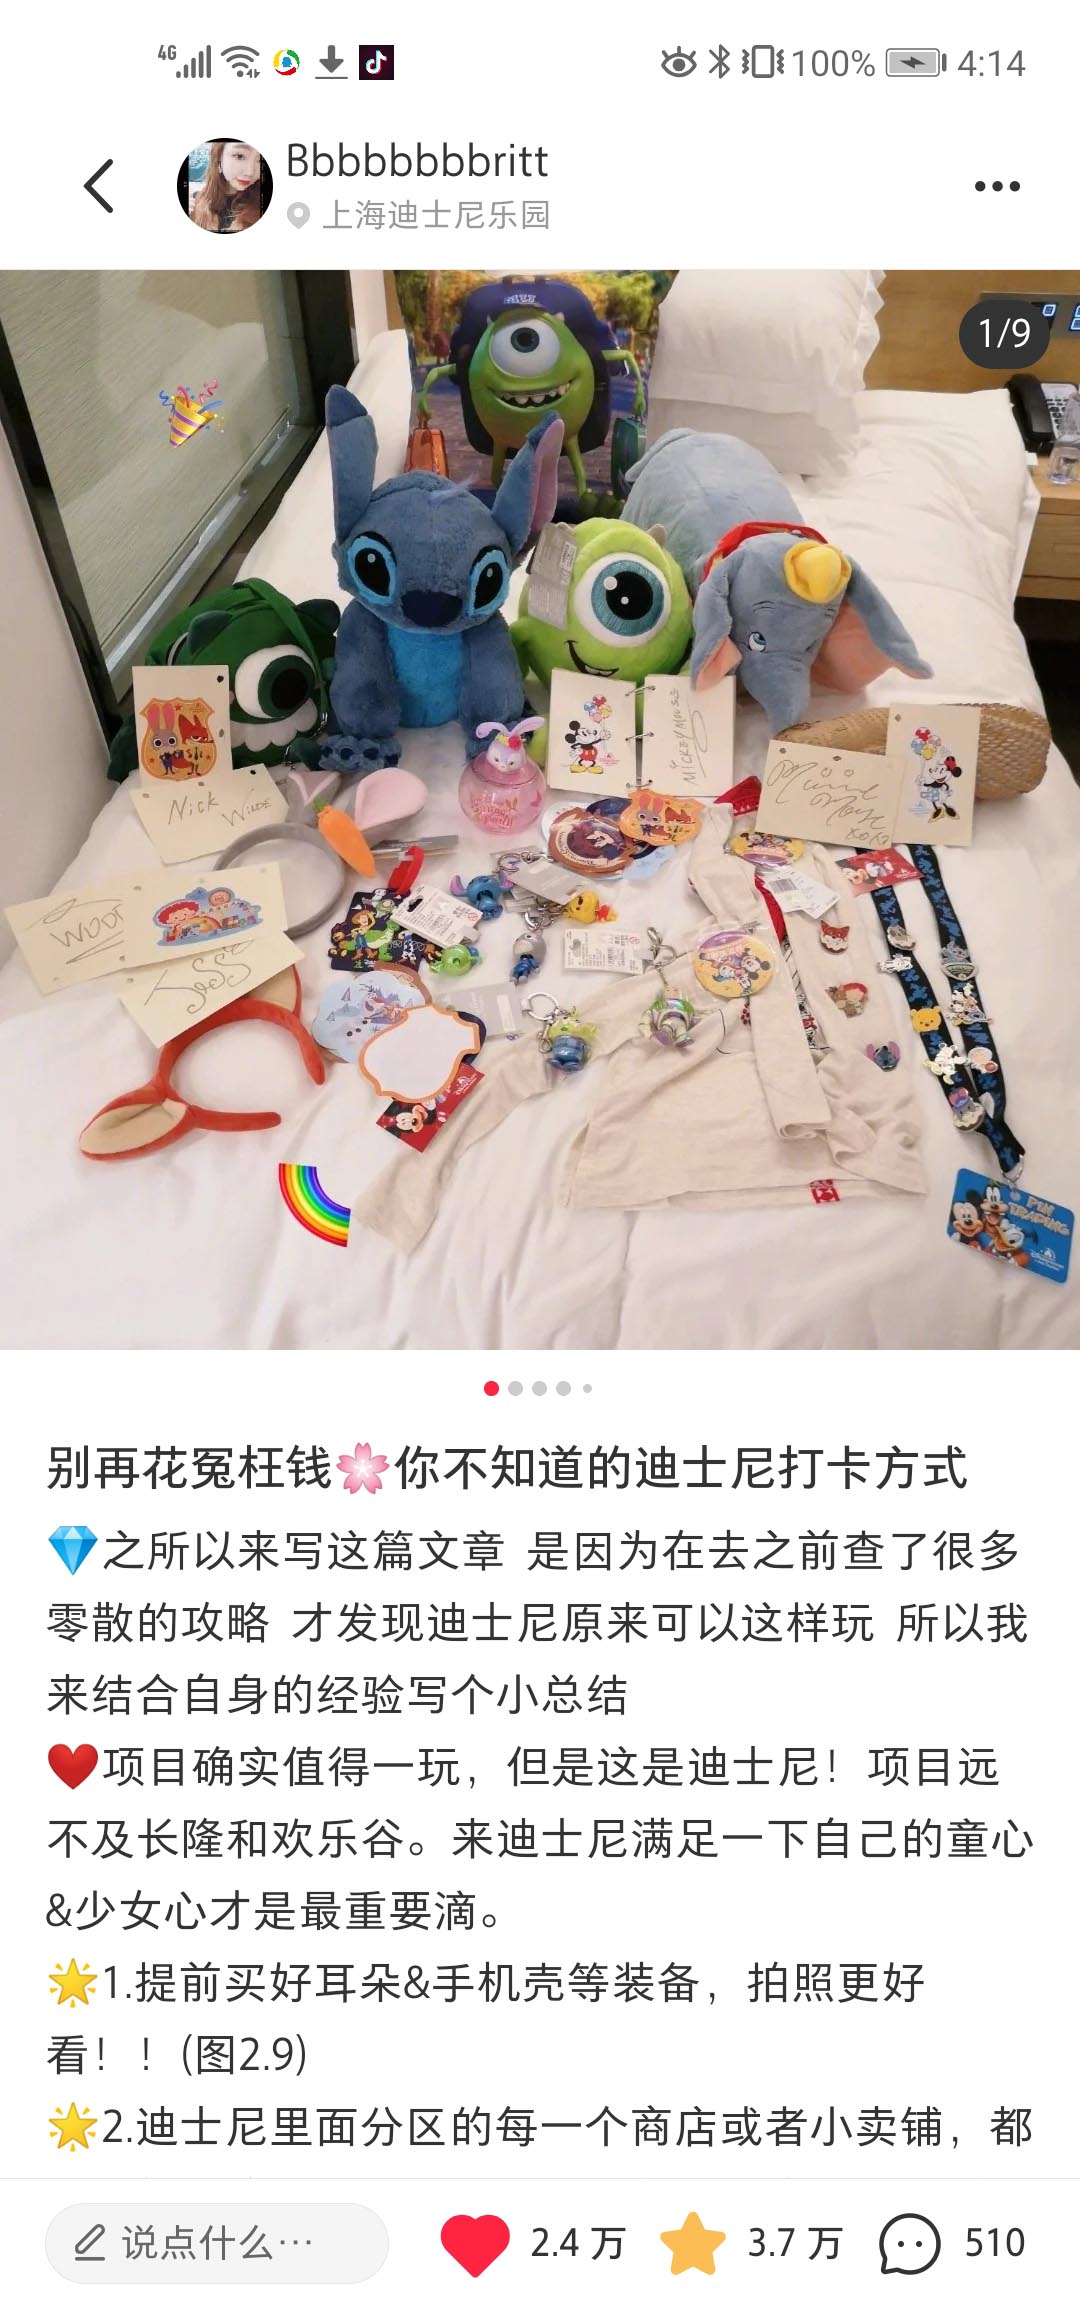 4G 100% 4:14
Bbbbbbbbritt
上海迪士尼乐园
1/9
MICKEY MOUSE
Nick Wilde
WOO
JESS
PIN
TRADING
别再花冤枉钱🌸你不知道的迪士尼打卡方式
💎之所以来写这篇文章 是因为在去之前查了很多
零散的攻略 才发现迪士尼原来可以这样玩 所以我
来结合自身的经验写个小总结
❤️项目确实值得一玩，但是这是迪士尼！项目远
不及长隆和欢乐谷。来迪士尼满足一下自己的童心
&少女心才是最重要滴。
🌟1.提前买好耳朵&手机壳等装备，拍照更好
看！！(图2.9)
🌟2.迪士尼里面分区的每一个商店或者小卖铺，都
说点什么... 2.4 万 3.7 万 510